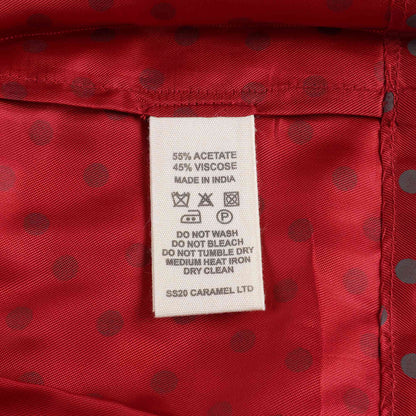 55% ACETATE
45% VISCOSE
MADE IN INDIA
P
DO NOT WASH
DO NOT BLEACH
DO NOT TUMBLE DRY
MEDIUM HEAT IRON
DRY CLEAN
SS20 CARAMEL LTD